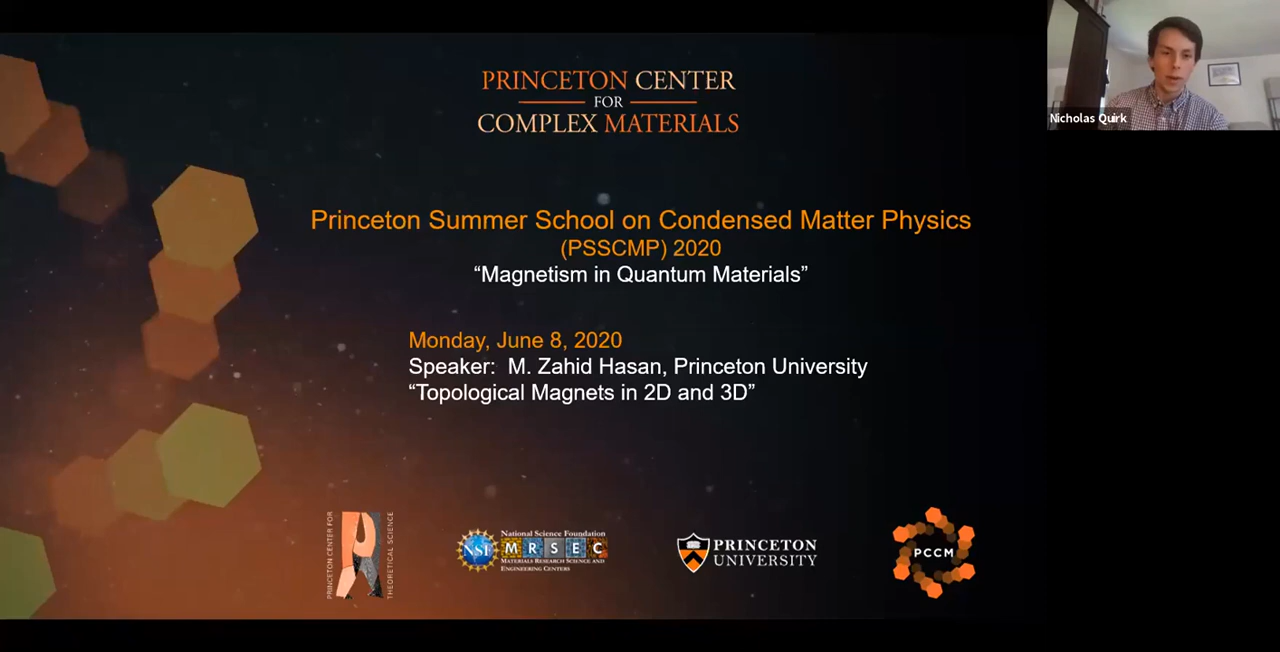 PRINCETON CENTER
FOR
COMPLEX MATERIALS
Nicholas Quirk
Princeton Summer School on Condensed Matter Physics
(PSSCMP) 2020
“Magnetism in Quantum Materials”
Monday, June 8, 2020
Speaker:  M. Zahid Hasan, Princeton University
“Topological Magnets in 2D and 3D”
PRINCETON CENTER FOR
THEORETICAL SCIENCE
NSF
National Science Foundation
MRSEC
MATERIALS RESEARCH SCIENCE AND
ENGINEERING CENTERS
PRINCETON
UNIVERSITY
PCCM